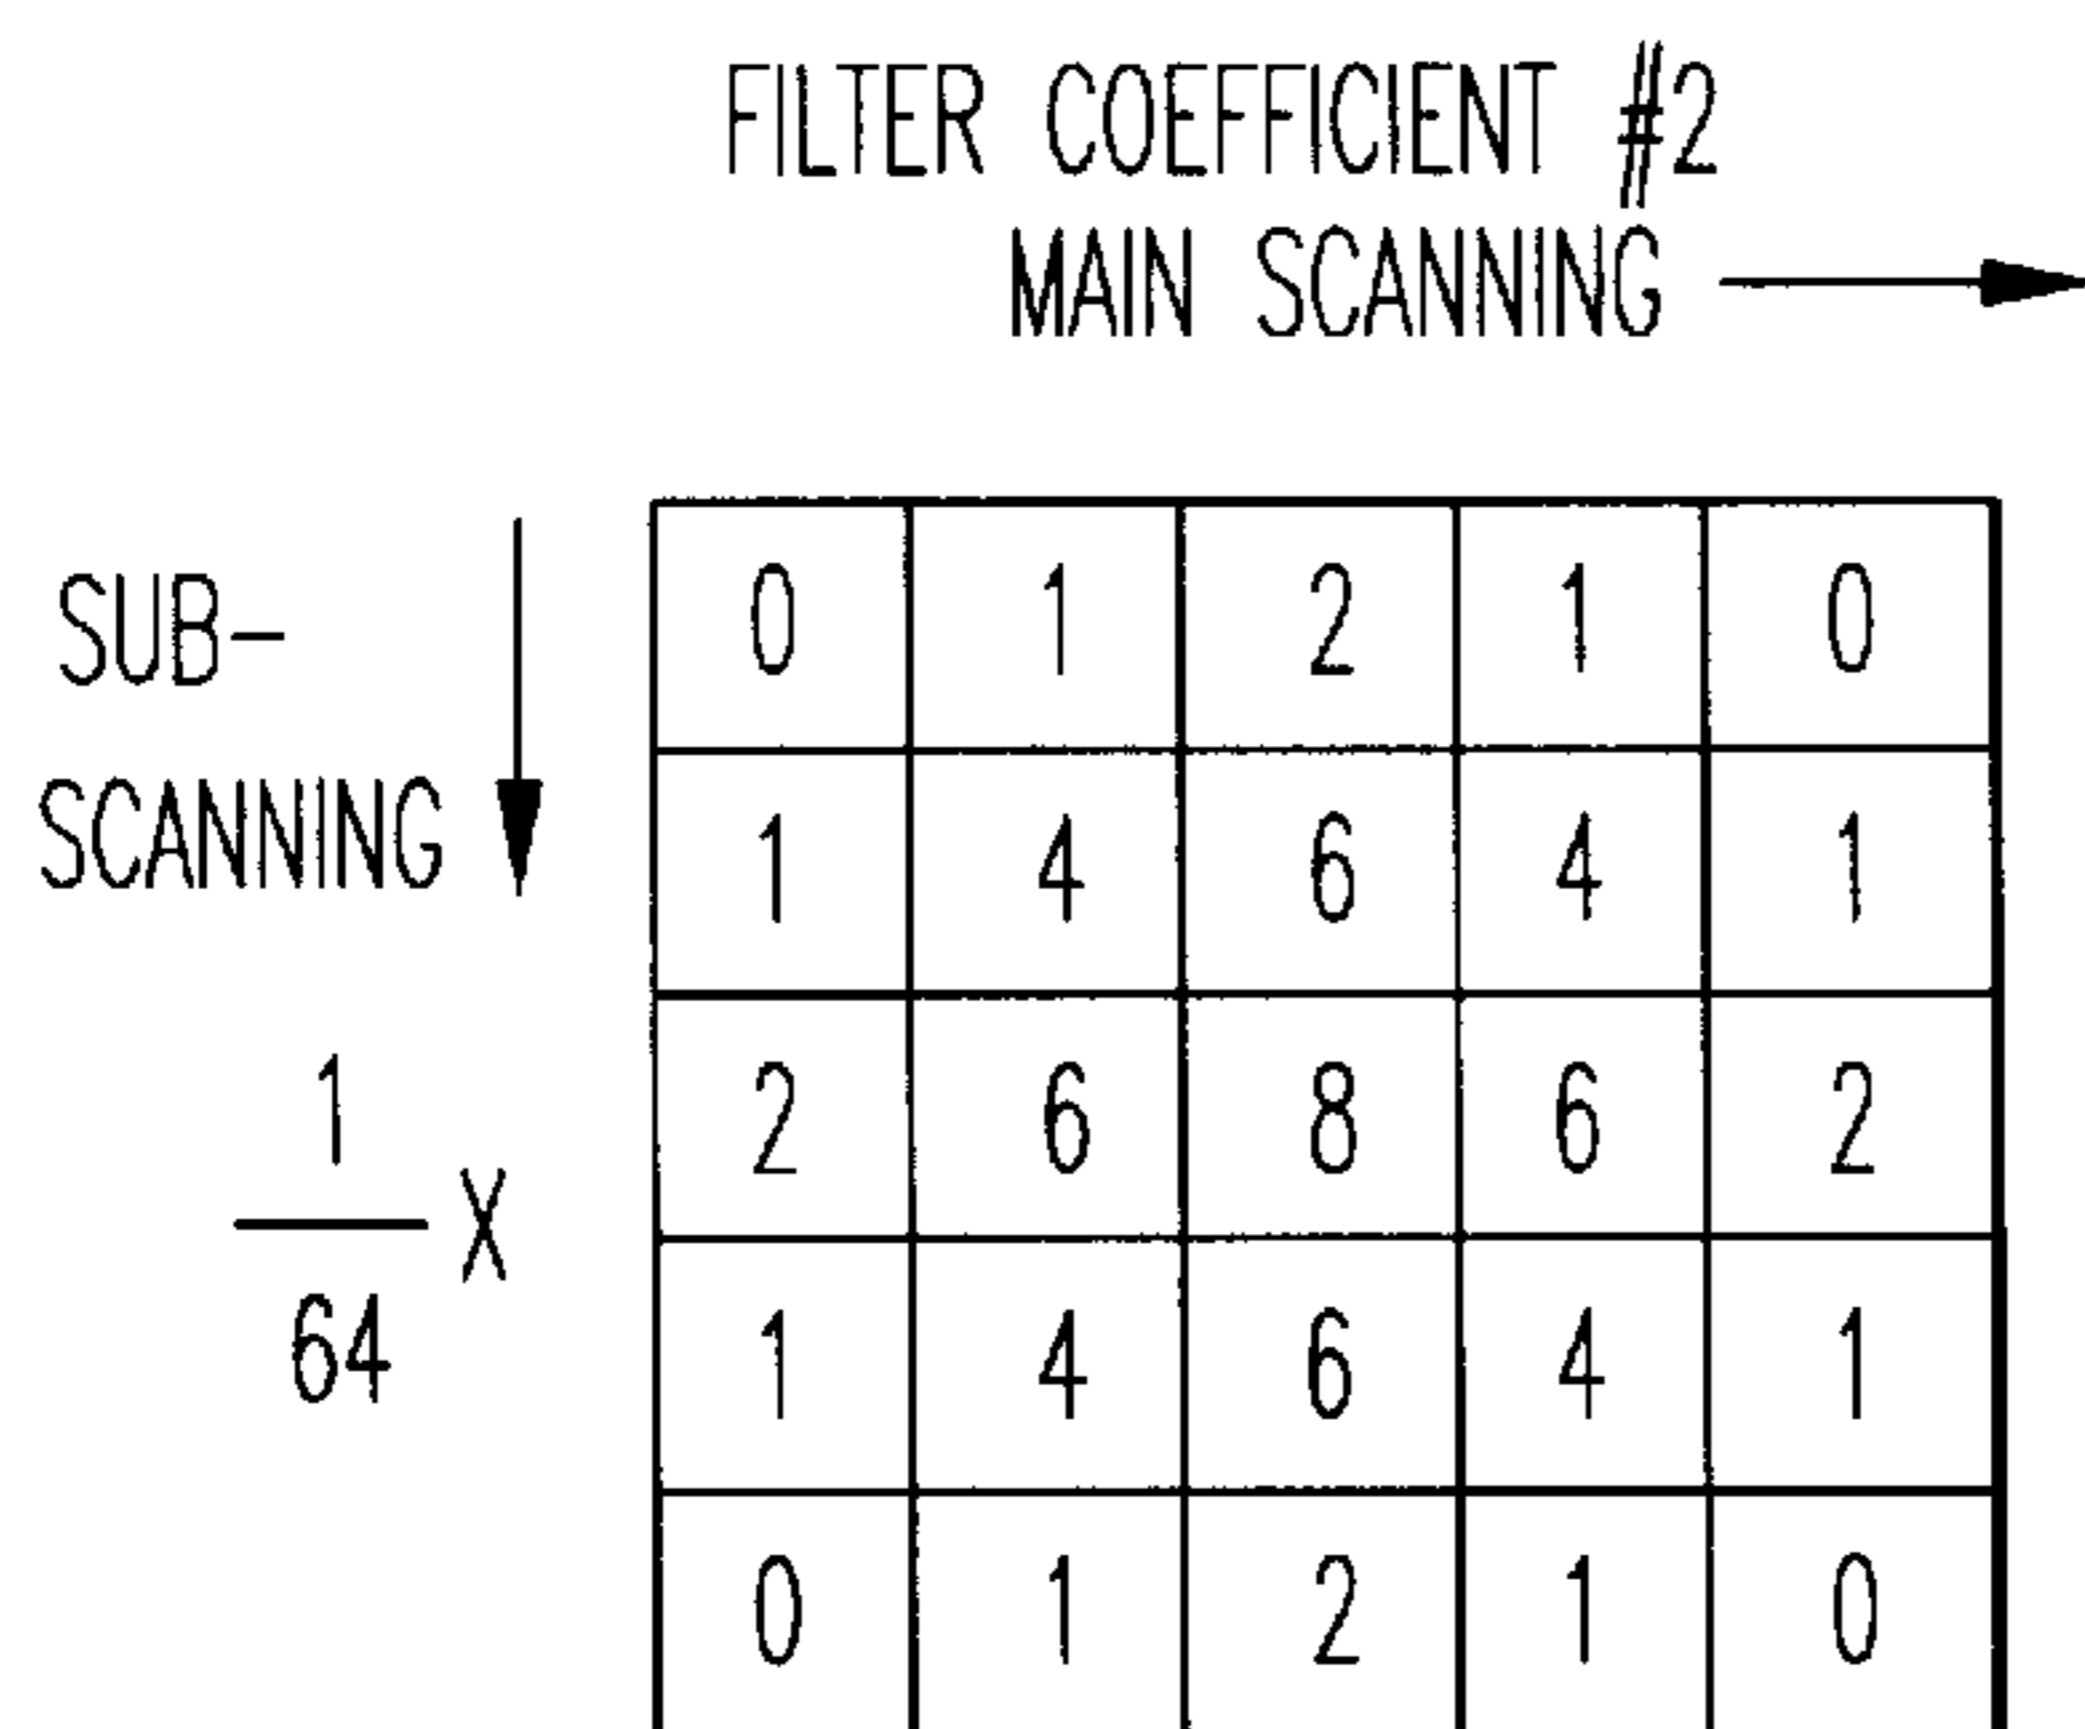 FILTER COEFFICIENT #2
MAIN SCANNING
SUB-
SCANNING
1
64
X
0 1 2 1 0
1 4 6 4 1
2 6 8 6 2
1 4 6 4 1
0 1 2 1 0